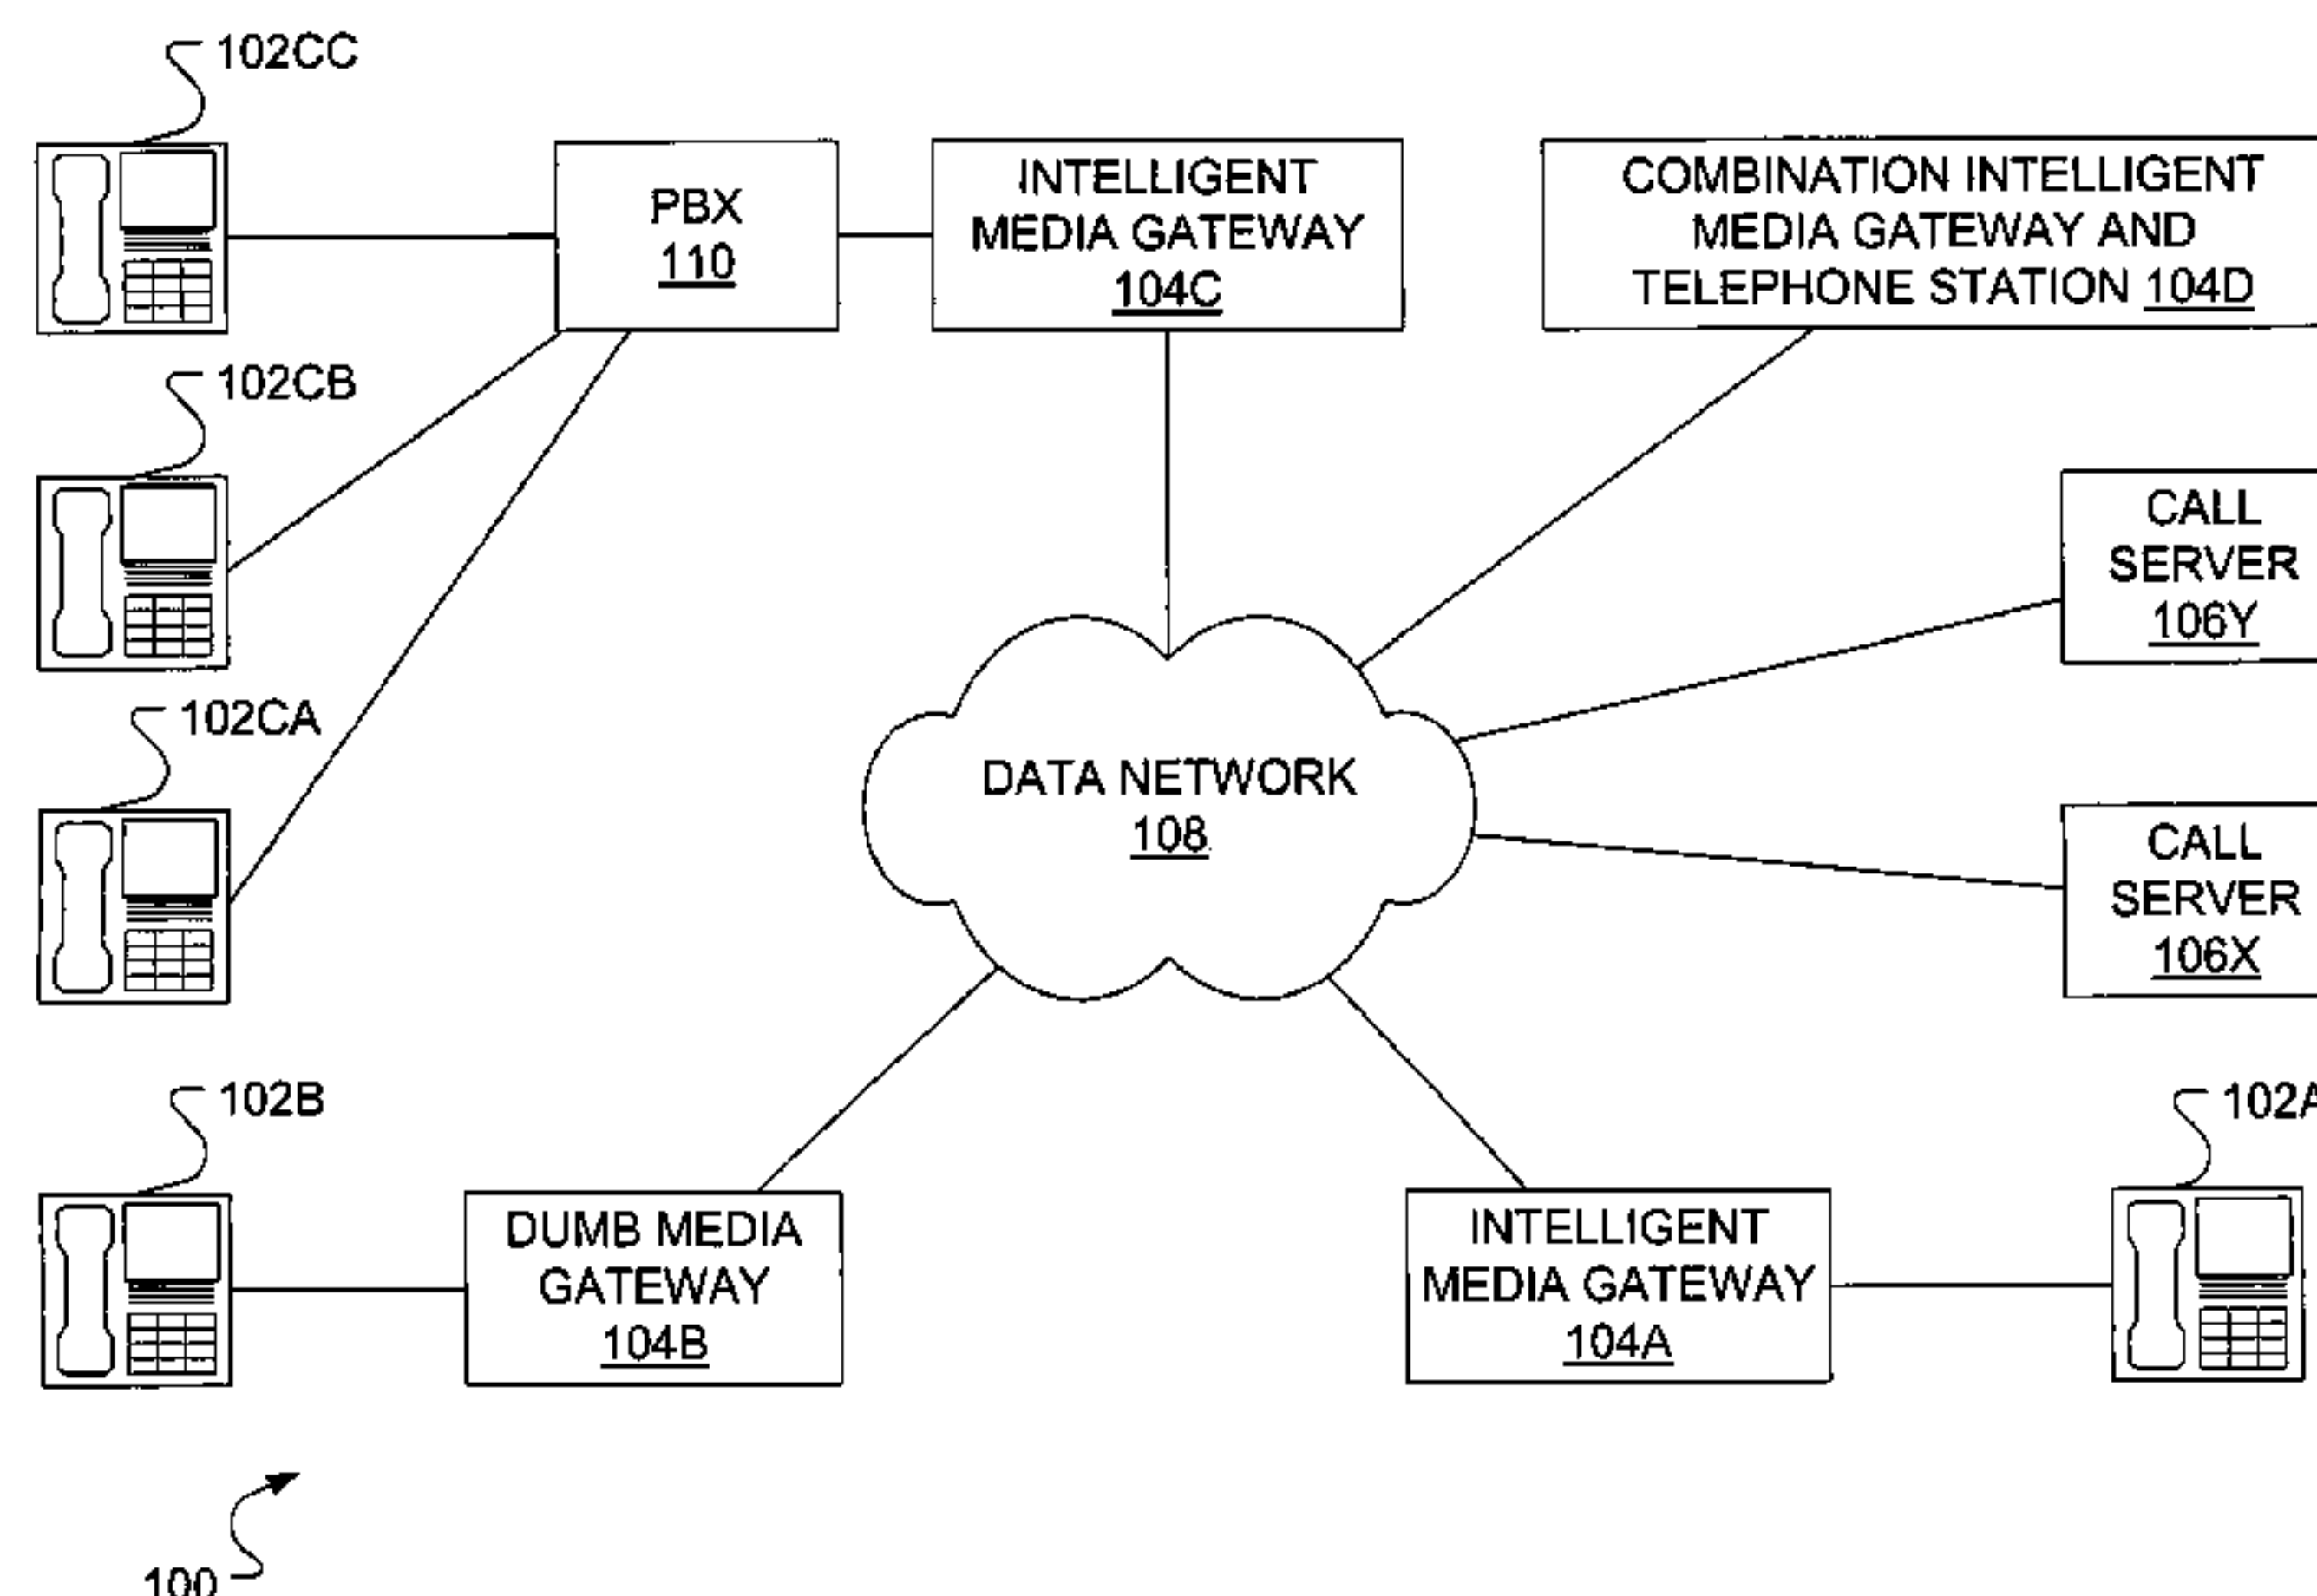 102CC
PBX
110
INTELLIGENT
MEDIA GATEWAY
104C
COMBINATION INTELLIGENT
MEDIA GATEWAY AND
TELEPHONE STATION 104D
102CB
CALL
SERVER
106Y
102CA
DATA NETWORK
108
CALL
SERVER
106X
102B
102A
DUMB MEDIA
GATEWAY
104B
INTELLIGENT
MEDIA GATEWAY
104A
100